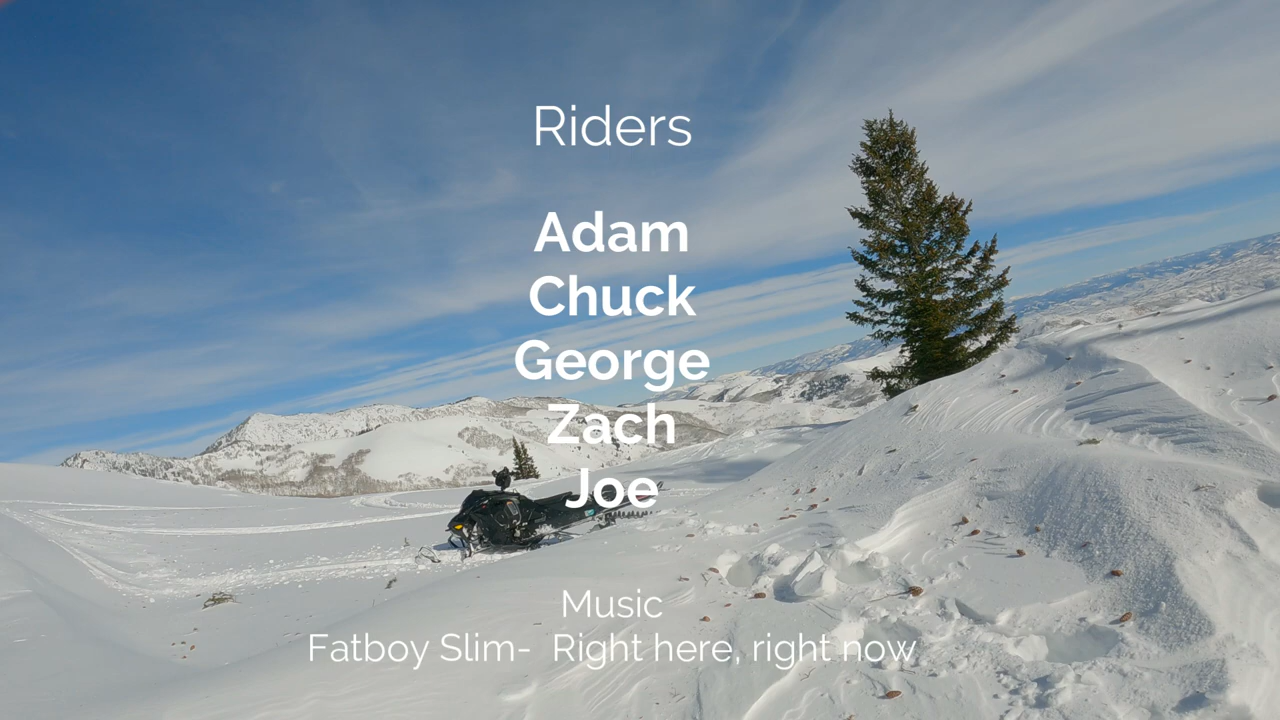 Riders
Adam
Chuck
George
Zach
Joe
Music
Fatboy Slim-  Right here, right now